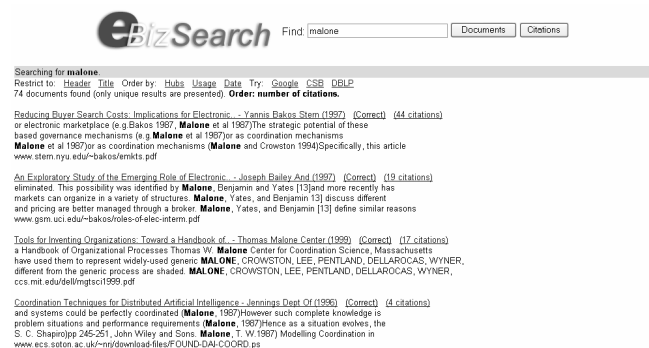 eBizSearch
Find: malone Documents Citations
Searching for malone.
Restrict to: Header Title Order by: Hubs Usage Date Try: Google CSB DBLP
74 documents found (only unique results are presented). Order: number of citations.
Reducing Buyer Search Costs: Implications for Electronic.. - Yannis Bakos Stern (1997) (Correct) (44 citations)
or electronic marketplace (e.g.Bakos 1987, Malone et al 1987)The strategic potential of these
based governance mechanisms (e.g.Malone et al 1987)or as coordination mechanisms
Malone et al 1987)or as coordination mechanisms (Malone and Crowston 1994)Specifically, this article
www.stern.nyu.edu/~bakos/emkts.pdf
An Exploratory Study of the Emerging Role of Electronic.. - Joseph Bailey And (1997) (Correct) (19 citations)
eliminated. This possibility was identified by Malone, Benjamin and Yates [13]and more recently has
markets can organize in a variety of structures. Malone, Yates, and Benjamin 13] discuss different
and pricing are better managed through a broker. Malone, Yates, and Benjamin [13] define similar reasons
www.gsm.uci.edu/~bakos/roles-of-elec-interm.pdf
Tools for Inventing Organizations: Toward a Handbook of.. - Thomas Malone Center (1999) (Correct) (17 citations)
a Handbook of Organizational Processes Thomas W. Malone Center for Coordination Science, Massachusetts
have used them to represent widely-used generic MALONE, CROWSTON, LEE, PENTLAND, DELLAROCAS, WYNER,
different from the generic process are shaded. MALONE, CROWSTON, LEE, PENTLAND, DELLAROCAS, WYNER,
ccs.mit.edu/dell/mgtsci1999.pdf
Coordination Techniques for Distributed Artificial Intelligence - Jennings Dept Of (1996) (Correct) (4 citations)
and systems could be perfectly coordinated (Malone, 1987)However such complete knowledge is
problem situations and performance requirements (Malone, 1987)Hence as a situation evolves, the
S. C. Shapiro)pp 245-251, John Wiley and Sons. Malone, T. W.1987) Modelling Coordination in
www.ecs.soton.ac.uk/~nrj/download-files/FOUND-DAI-COORD.ps